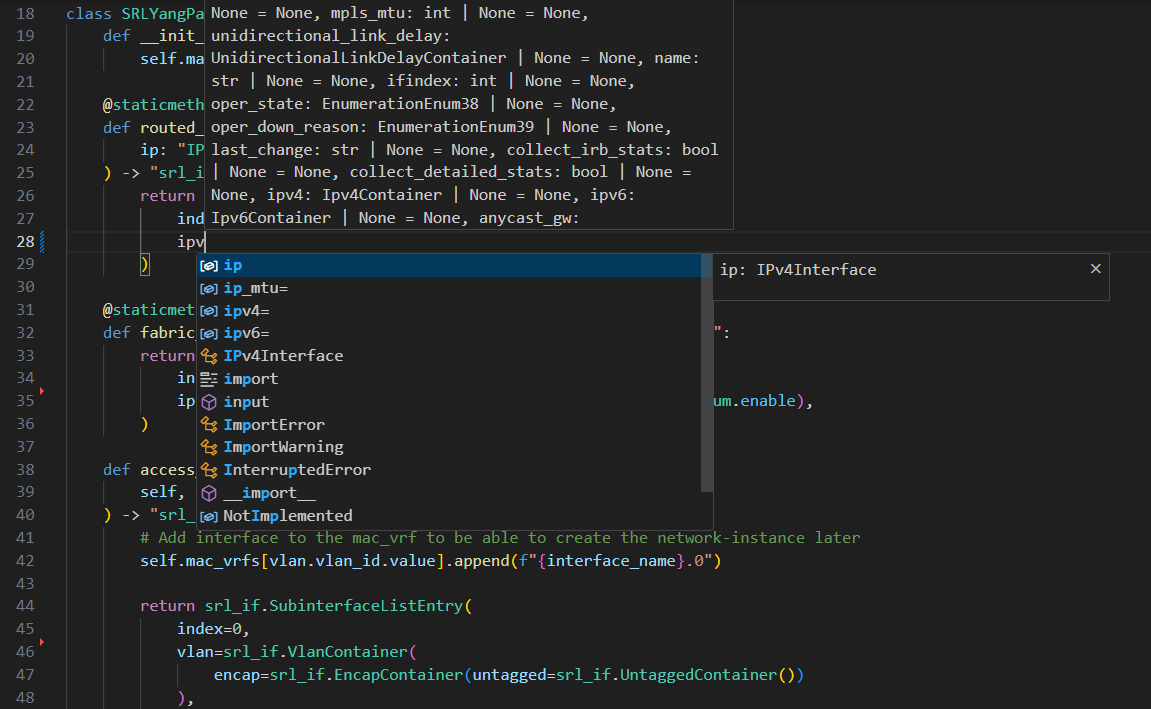 18 class SRLYangPa
None = None, mpls_mtu: int | None = None,
19 def __init_
unidirectional_link_delay:
20 self.ma
UnidirectionalLinkDelayContainer | None = None, name:
21
str | None = None, ifindex: int | None = None,
22 @staticmeth
oper_state: EnumerationEnum38 | None = None,
23 def routed_
oper_down_reason: EnumerationEnum39 | None = None,
24 ip: "IP
last_change: str | None = None, collect_irb_stats: bool
25 ) -> "srl_i
| None = None, collect_detailed_stats: bool | None =
26 return
None, ipv4: Ipv4Container | None = None, ipv6:
27 ind
Ipv6Container | None = None, anycast_gw:
28 ipv
29 )
ip
ip: IPv4Interface
30
ip_mtu=
31 @staticmet
ipv4=
32 def fabric
ipv6=
":
33 return
IPv4Interface
34 in
import
35 ip
input
um.enable),
36 )
ImportError
37
ImportWarning
38 def access
InterruptedError
39 self,
__import__
40 ) -> "srl_
NotImplemented
41 # Add interface to the mac_vrf to be able to create the network-instance later
42 self.mac_vrfs[vlan.vlan_id.value].append(f"{interface_name}.0")
43
44 return srl_if.SubinterfaceListEntry(
45 index=0,
46 vlan=srl_if.VlanContainer(
47 encap=srl_if.EncapContainer(untagged=srl_if.UntaggedContainer())
48 ),